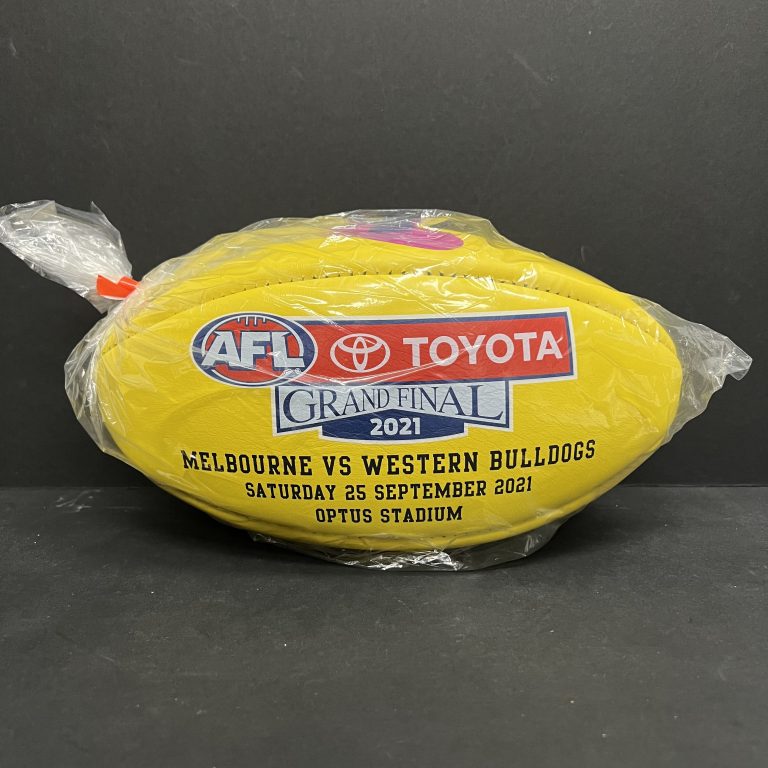 AFL TOYOTA
GRAND FINAL
2021
MELBOURNE VS WESTERN BULLDOGS
SATURDAY 25 SEPTEMBER 2021
OPTUS STADIUM